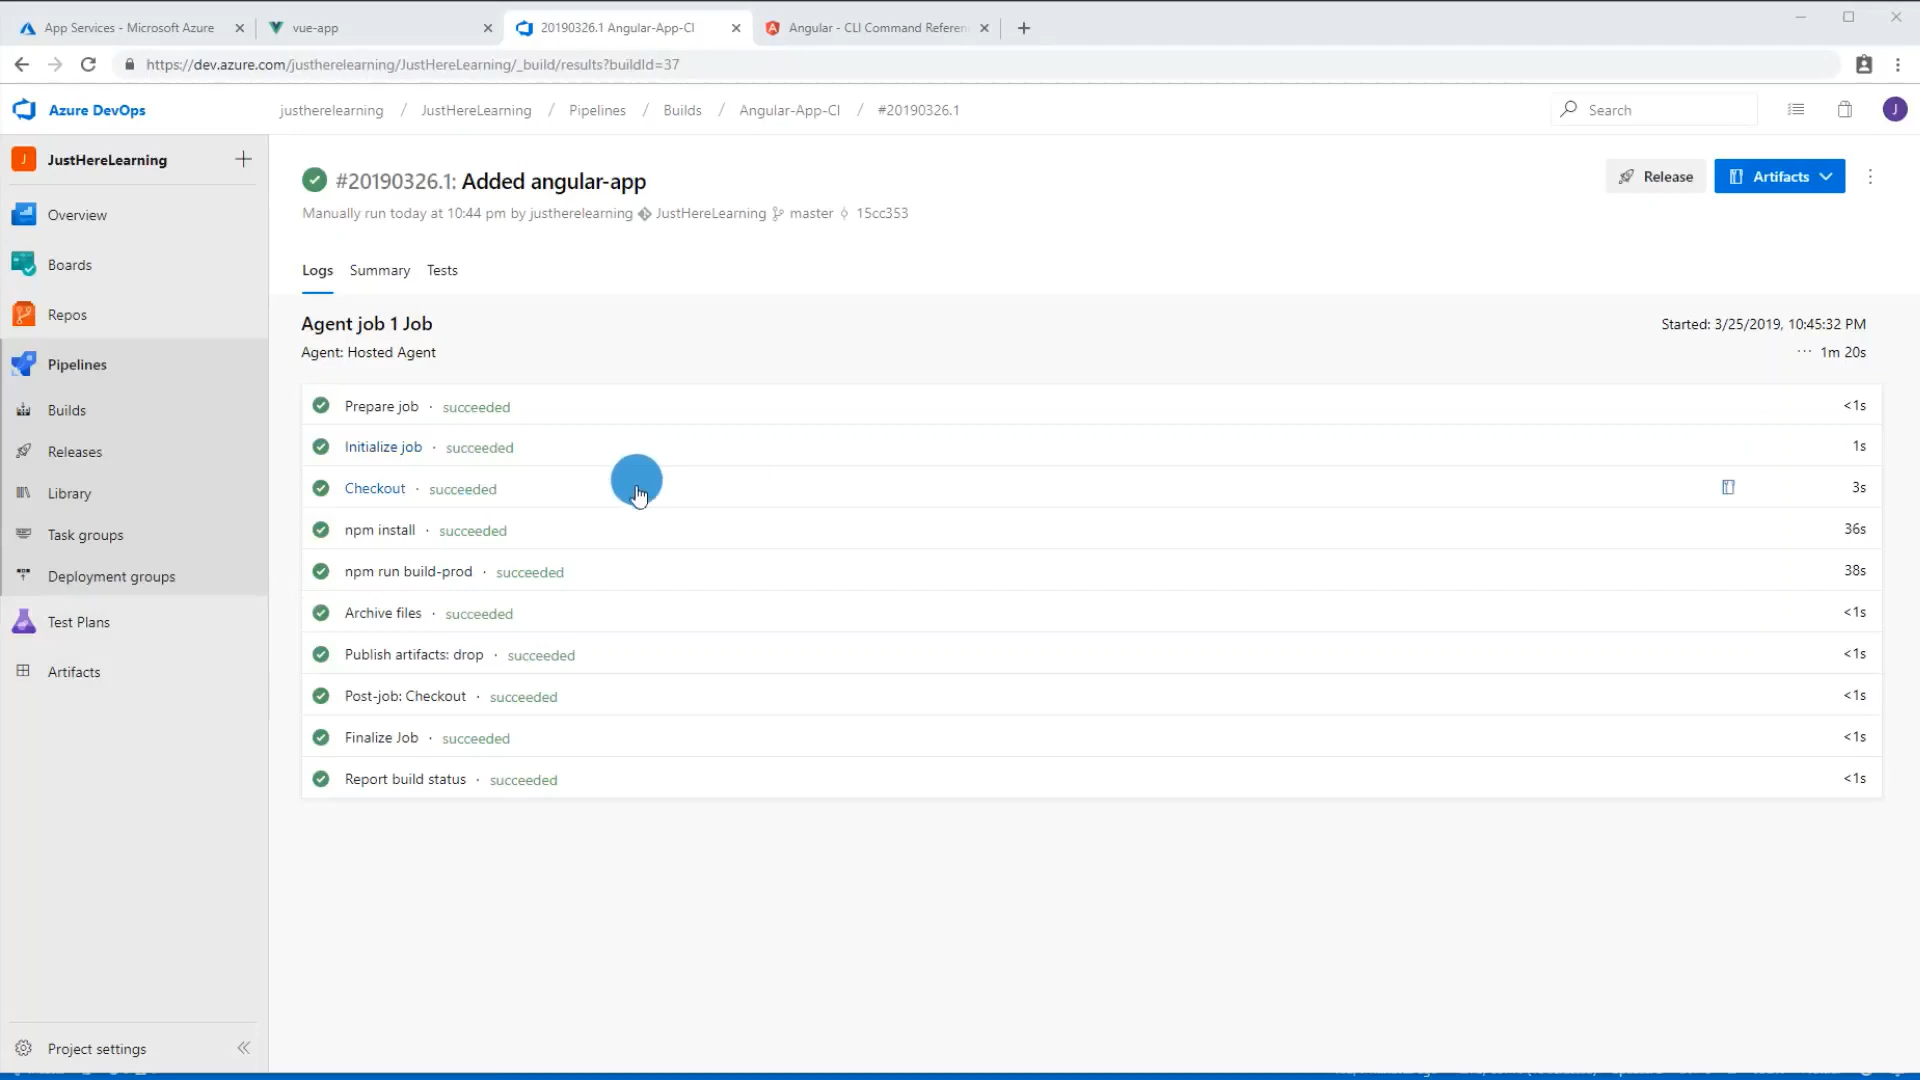 App Services - Microsoft Azure
vue-app
20190326.1 Angular-App-CI
Angular - CLI Command Referen
https://dev.azure.com/justherelearning/JustHereLearning/_build/results?buildId=37
Azure DevOps
justherelearning / JustHereLearning / Pipelines / Builds / Angular-App-CI / #20190326.1
Search
J
J JustHereLearning
Overview
Boards
Repos
Pipelines
Builds
Releases
Library
Task groups
Deployment groups
Test Plans
Artifacts
Project settings
#20190326.1: Added angular-app
Release
Artifacts
Manually run today at 10:44 pm by justherelearning JustHereLearning master 15cc353
Logs Summary Tests
Agent job 1 Job
Started: 3/25/2019, 10:45:32 PM
Agent: Hosted Agent
··· 1m 20s
Prepare job · succeeded <1s
Initialize job · succeeded 1s
Checkout · succeeded 3s
npm install · succeeded 36s
npm run build-prod · succeeded 38s
Archive files · succeeded <1s
Publish artifacts: drop · succeeded <1s
Post-job: Checkout · succeeded <1s
Finalize Job · succeeded <1s
Report build status · succeeded <1s